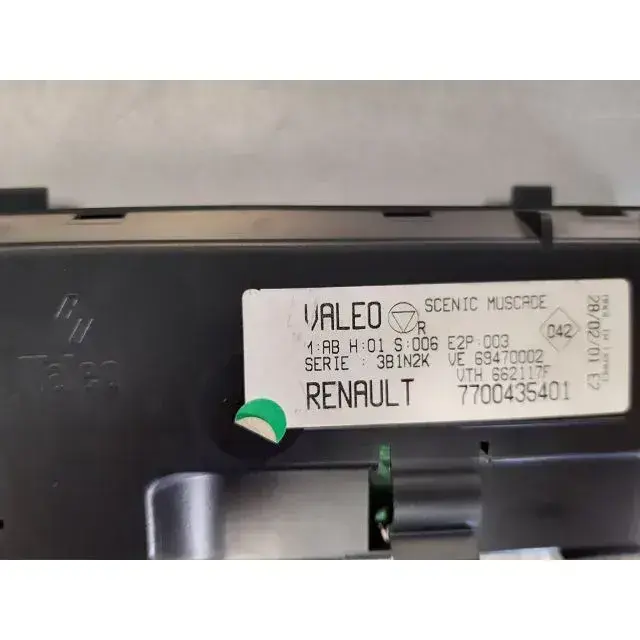 VALEO R SCENIC MUSCADE
M:AB H:01 S:006 E2P:003
SERIE : 3B1N2K VE 69470002
VTH 662117F
RENAULT 7700435401
042
28/02/01 E2
Valeo